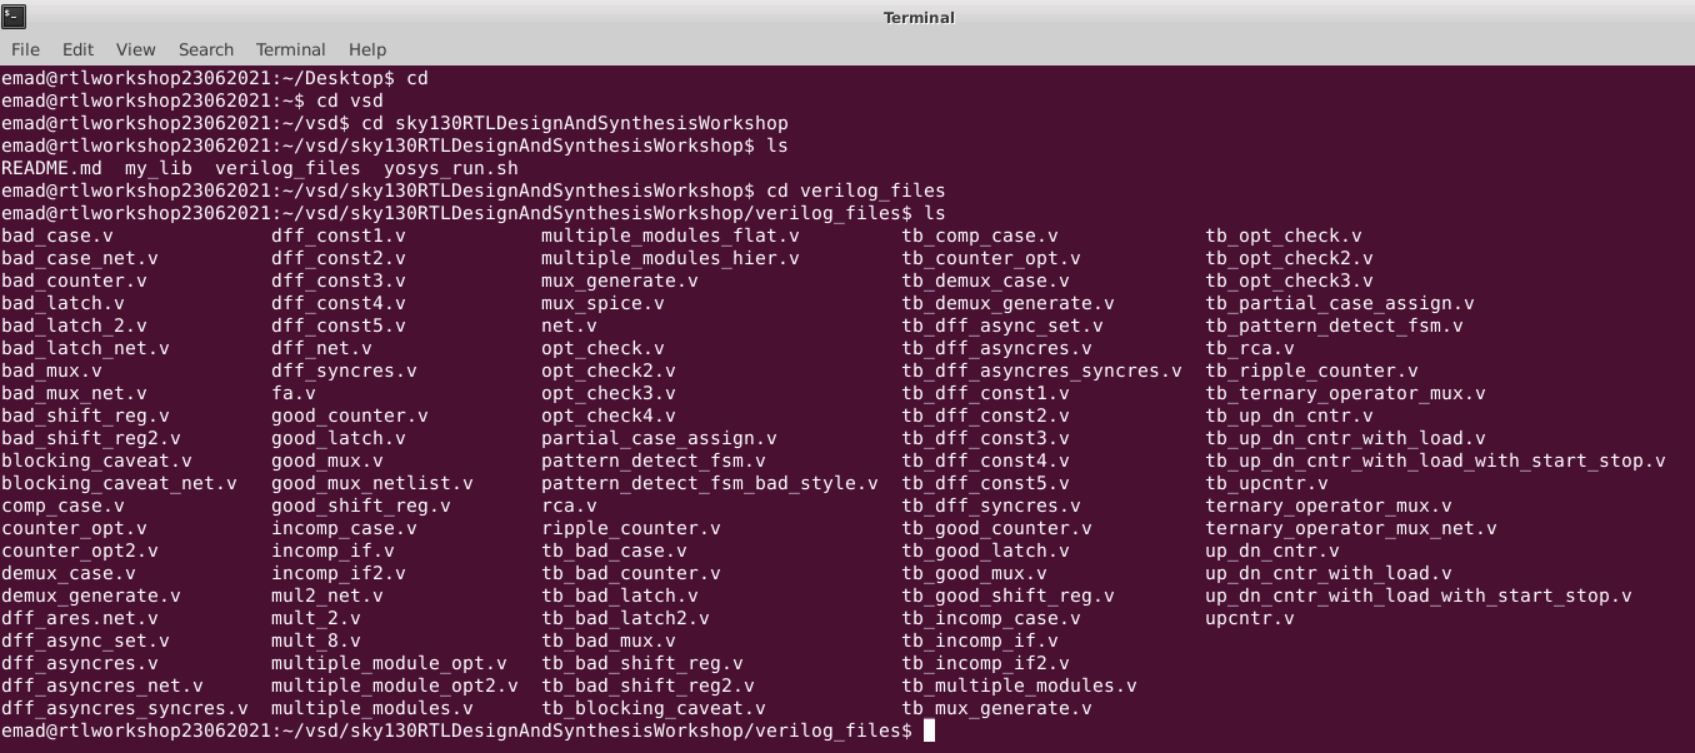 Terminal
File Edit View Search Terminal Help
emad@rtlworkshop23062021:~/Desktop$ cd
emad@rtlworkshop23062021:~$ cd vsd
emad@rtlworkshop23062021:~/vsd$ cd sky130RTLDesignAndSynthesisWorkshop
emad@rtlworkshop23062021:~/vsd/sky130RTLDesignAndSynthesisWorkshop$ ls
README.md my_lib verilog_files yosys_run.sh
emad@rtlworkshop23062021:~/vsd/sky130RTLDesignAndSynthesisWorkshop$ cd verilog_files
emad@rtlworkshop23062021:~/vsd/sky130RTLDesignAndSynthesisWorkshop/verilog_files$ ls
bad_case.v dff_const1.v multiple_modules_flat.v tb_comp_case.v tb_opt_check.v
bad_case_net.v dff_const2.v multiple_modules_hier.v tb_counter_opt.v tb_opt_check2.v
bad_counter.v dff_const3.v mux_generate.v tb_demux_case.v tb_opt_check3.v
bad_latch.v dff_const4.v mux_spice.v tb_demux_generate.v tb_partial_case_assign.v
bad_latch_2.v dff_const5.v net.v tb_dff_async_set.v tb_pattern_detect_fsm.v
bad_latch_net.v dff_net.v opt_check.v tb_dff_asyncres.v tb_rca.v
bad_mux.v dff_syncres.v opt_check2.v tb_dff_asyncres_syncres.v tb_ripple_counter.v
bad_mux_net.v fa.v opt_check3.v tb_dff_const1.v tb_ternary_operator_mux.v
bad_shift_reg.v good_counter.v opt_check4.v tb_dff_const2.v tb_up_dn_cntr.v
bad_shift_reg2.v good_latch.v partial_case_assign.v tb_dff_const3.v tb_up_dn_cntr_with_load.v
blocking_caveat.v good_mux.v pattern_detect_fsm.v tb_dff_const4.v tb_up_dn_cntr_with_load_with_start_stop.v
blocking_caveat_net.v good_mux_netlist.v pattern_detect_fsm_bad_style.v tb_dff_const5.v tb_upcntr.v
comp_case.v good_shift_reg.v rca.v tb_dff_syncres.v ternary_operator_mux.v
counter_opt.v incomp_case.v ripple_counter.v tb_good_counter.v ternary_operator_mux_net.v
counter_opt2.v incomp_if.v tb_bad_case.v tb_good_latch.v up_dn_cntr.v
demux_case.v incomp_if2.v tb_bad_counter.v tb_good_mux.v up_dn_cntr_with_load.v
demux_generate.v mul2_net.v tb_bad_latch.v tb_good_shift_reg.v up_dn_cntr_with_load_with_start_stop.v
dff_ares.net.v mult_2.v tb_bad_latch2.v tb_incomp_case.v upcntr.v
dff_async_set.v mult_8.v tb_bad_mux.v tb_incomp_if.v
dff_asyncres.v multiple_module_opt.v tb_bad_shift_reg.v tb_incomp_if2.v
dff_asyncres_net.v multiple_module_opt2.v tb_bad_shift_reg2.v tb_multiple_modules.v
dff_asyncres_syncres.v multiple_modules.v tb_blocking_caveat.v tb_mux_generate.v
emad@rtlworkshop23062021:~/vsd/sky130RTLDesignAndSynthesisWorkshop/verilog_files$